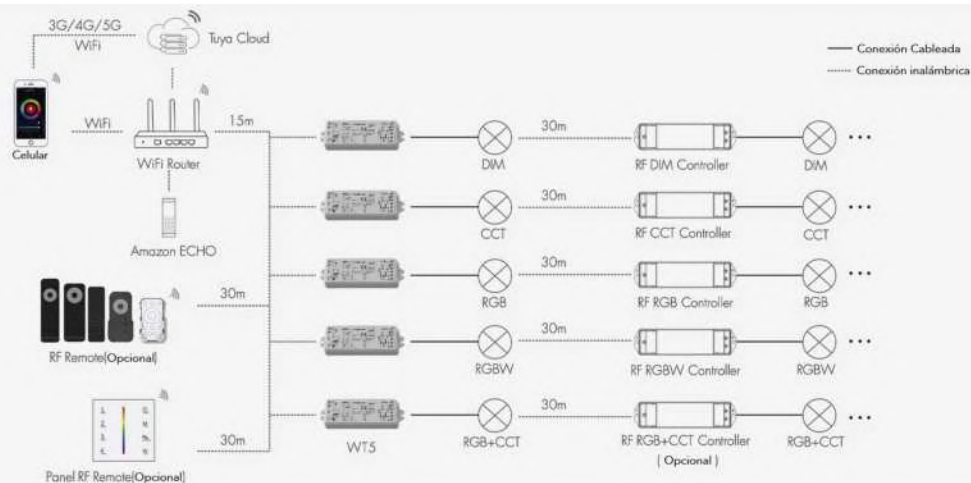 3G/4G/5G
WiFi
Tuya Cloud
Conexión Cableada
Conexión inalámbrica
Celular
WiFi
WiFi Router
15m
Amazon ECHO
DIM
30m
RF DIM Controller
DIM
CCT
30m
RF CCT Controller
CCT
RGB
30m
RF RGB Controller
RGB
RGBW
30m
RF RGBW Controller
RGBW
WT5
RGB+CCT
30m
RF RGB+CCT Controller
( Opcional )
RGB+CCT
30m
RF Remote(Opcional)
30m
Panel RF Remote(Opcional)